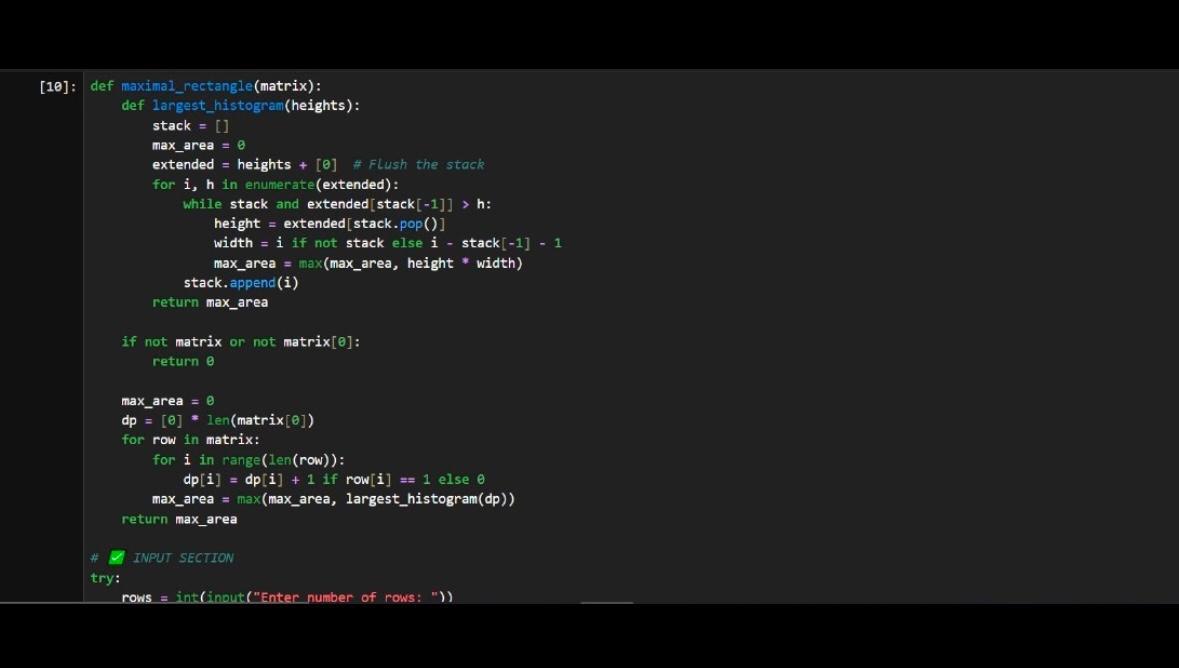 [10]: def maximal_rectangle(matrix):
    def largest_histogram(heights):
        stack = []
        max_area = 0
        extended = heights + [0]  # Flush the stack
        for i, h in enumerate(extended):
            while stack and extended[stack[-1]] > h:
                height = extended[stack.pop()]
                width = i if not stack else i - stack[-1] - 1
                max_area = max(max_area, height * width)
            stack.append(i)
        return max_area

    if not matrix or not matrix[0]:
        return 0

    max_area = 0
    dp = [0] * len(matrix[0])
    for row in matrix:
        for i in range(len(row)):
            dp[i] = dp[i] + 1 if row[i] == 1 else 0
        max_area = max(max_area, largest_histogram(dp))
    return max_area

# ✅ INPUT SECTION
try:
    rows = int(input("Enter number of rows: "))